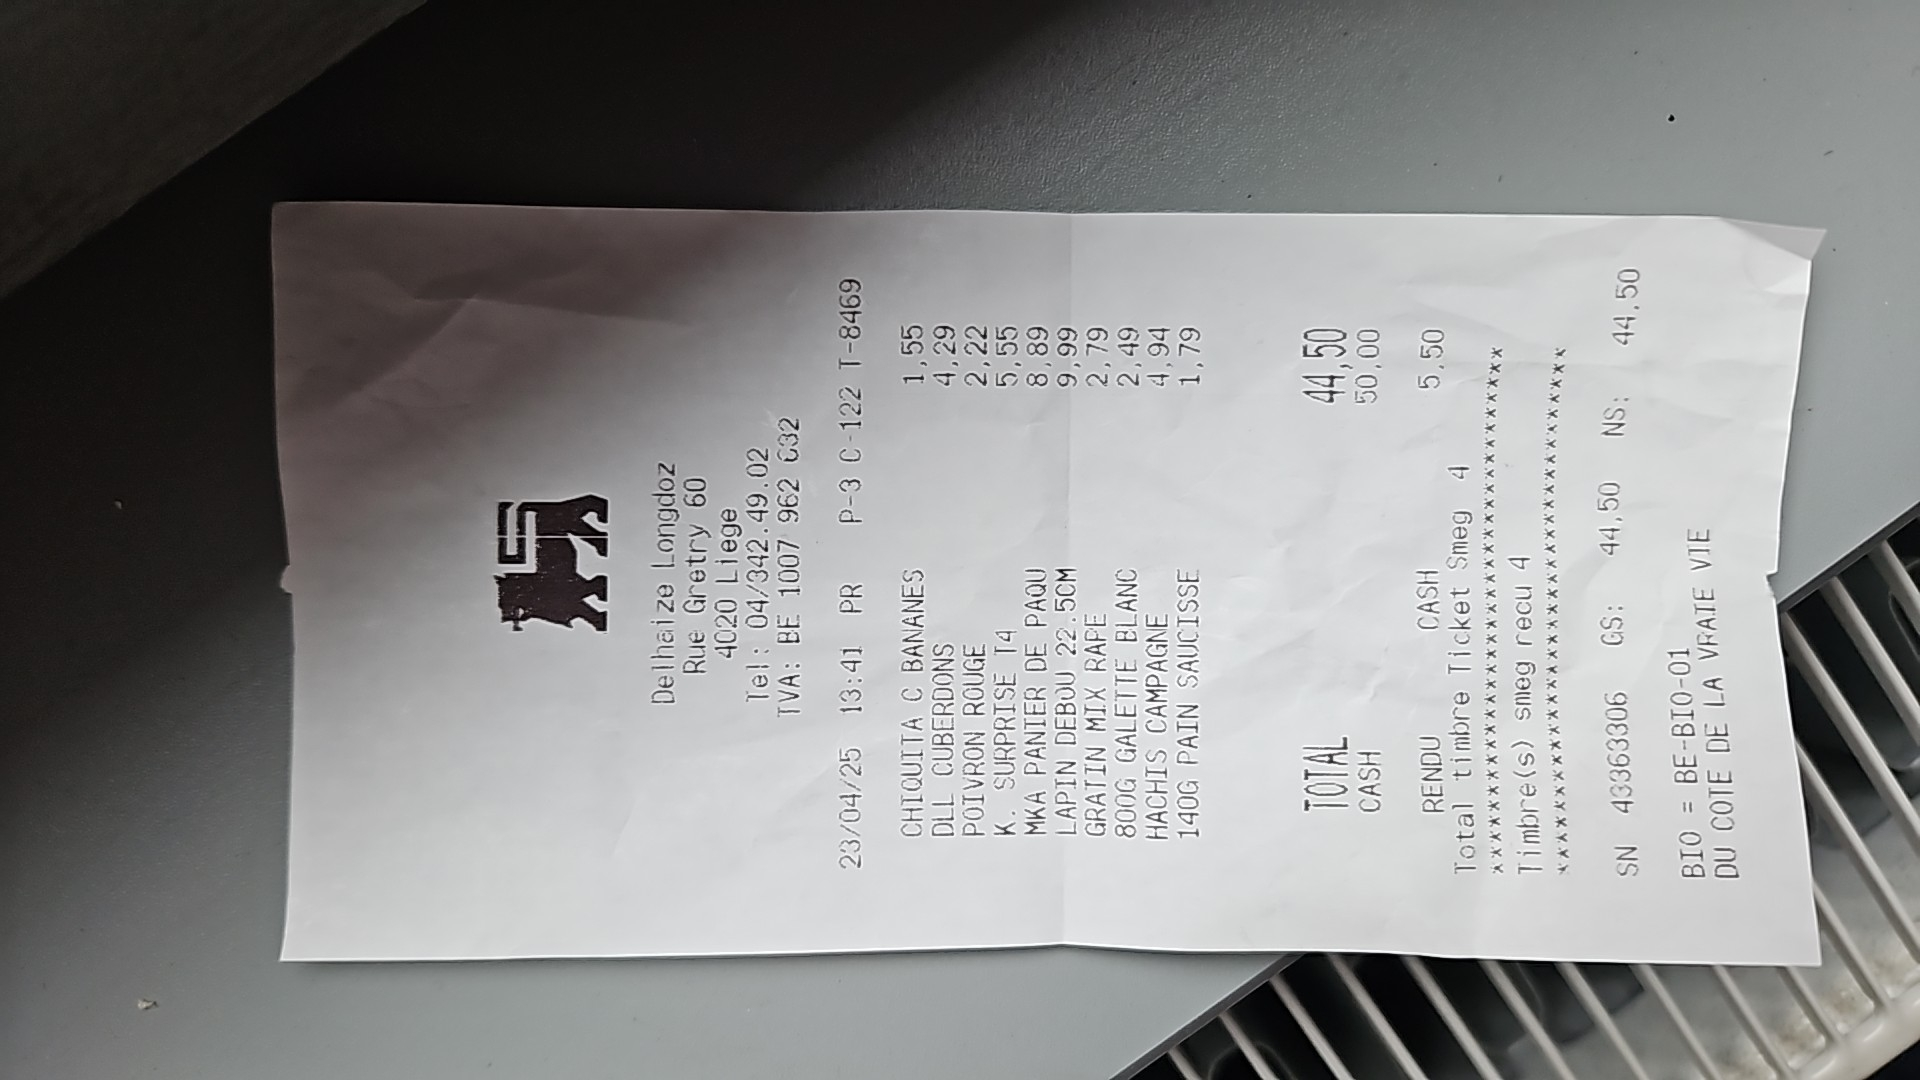 Delhaize Longdoz
Rue Gretry 60
4020 Liege
Tel: 04/342.49.02
TVA: BE 1007 962 632
23/04/25 13:41 PR P-3 C-122 T-8469
CHIQUITA C BANANES 1,55
DLL CUBERDONS 4,29
POIVRON ROUGE 2,22
K. SURPRISE T4 5,55
MKA PANIER DE PAQU 8,89
LAPIN DEBOU 22.5CM 9,99
GRATIN MIX RAPE 2,79
800G GALETTE BLANC 2,49
HACHIS CAMPAGNE 4,94
140G PAIN SAUCISSE 1,79
TOTAL 44,50
CASH 50,00
RENDU CASH 5,50
Total timbre Ticket Smeg 4
***********************************
Timbre(s) smeg recu 4
***********************************
SN 43363306 GS: 44,50 NS: 44,50
BIO = BE-BIO-01
DU COTE DE LA VRAIE VIE